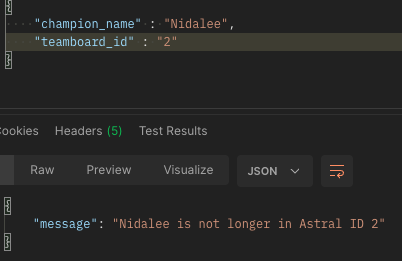 {
"champion_name" : "Nidalee",
"teamboard_id" : "2"
}
Cookies Headers (5) Test Results
Raw Preview Visualize JSON
{
"message": "Nidalee is not longer in Astral ID 2"
}